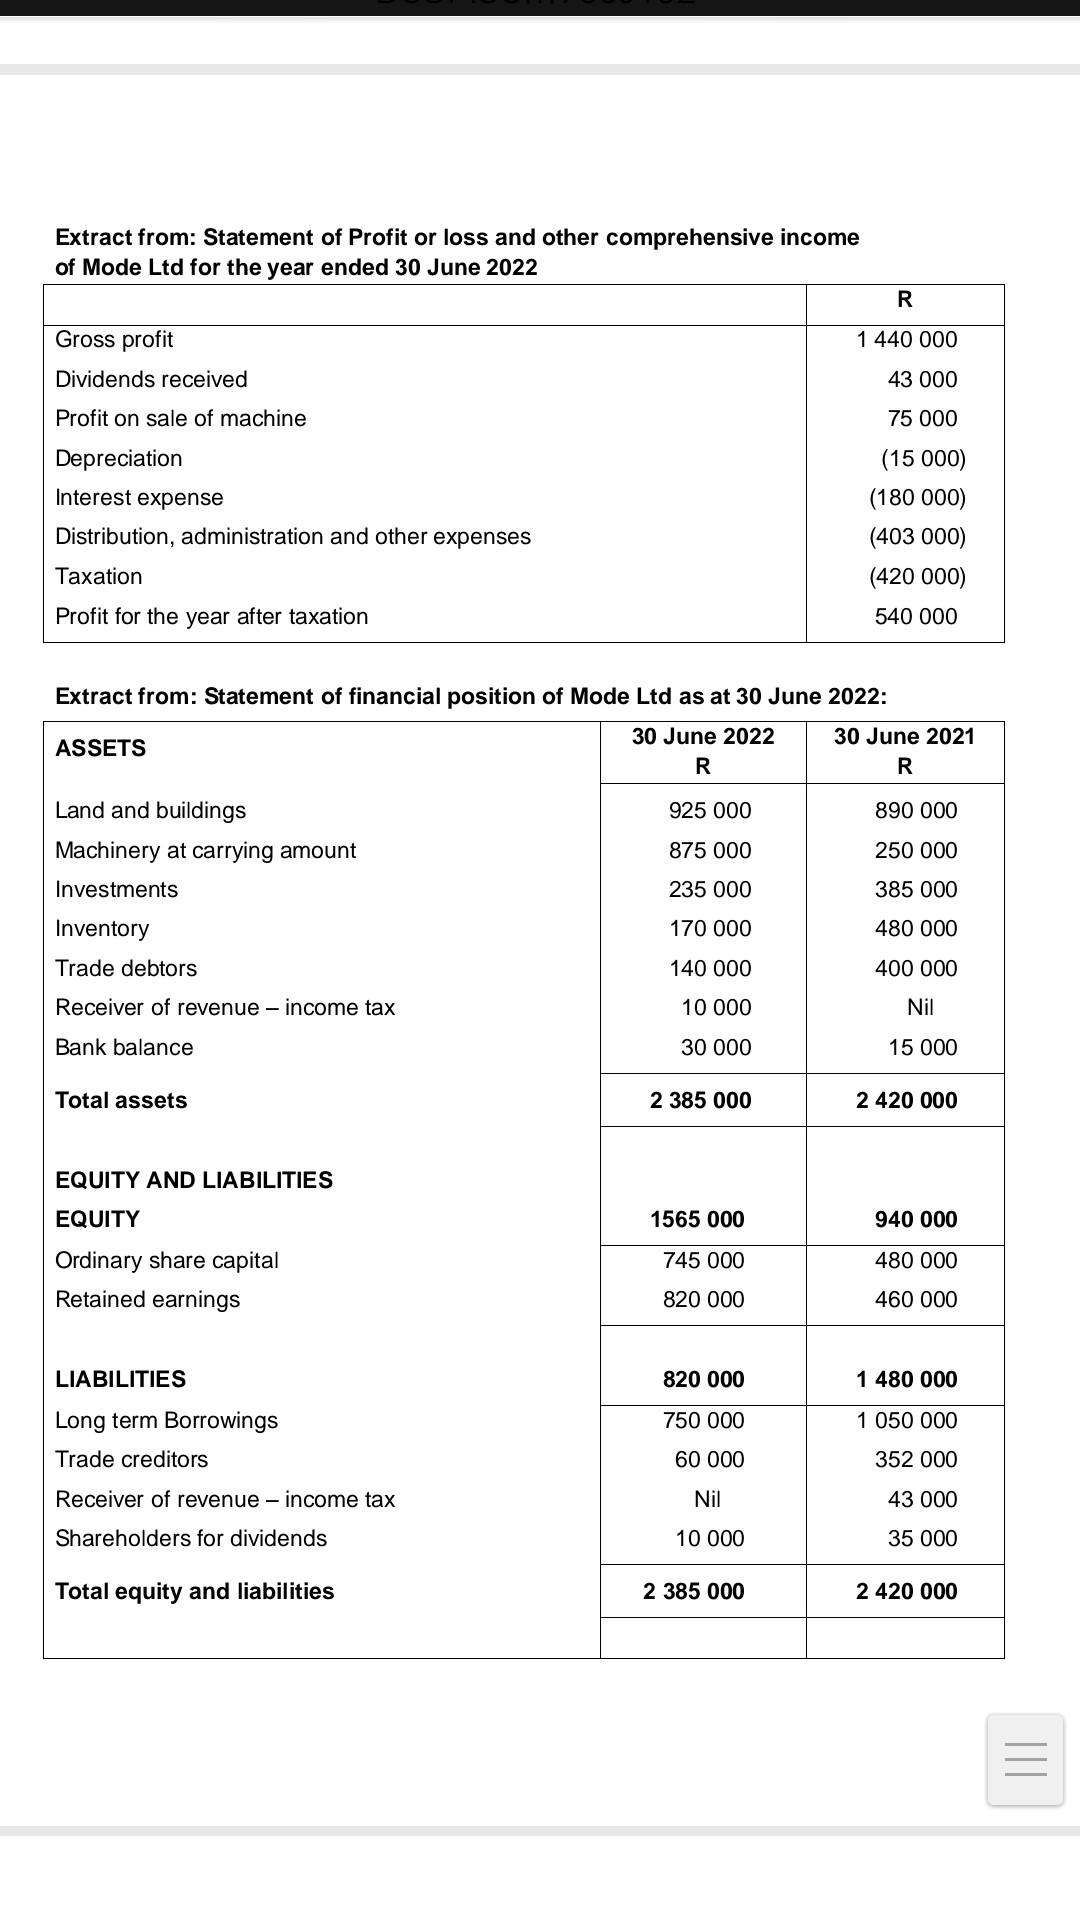 Extract from: Statement of Profit or loss and other comprehensive income
of Mode Ltd for the year ended 30 June 2022
R
Gross profit 1 440 000
Dividends received 43 000
Profit on sale of machine 75 000
Depreciation (15 000)
Interest expense (180 000)
Distribution, administration and other expenses (403 000)
Taxation (420 000)
Profit for the year after taxation 540 000
Extract from: Statement of financial position of Mode Ltd as at 30 June 2022:
ASSETS 30 June 2022 30 June 2021
R R
Land and buildings 925 000 890 000
Machinery at carrying amount 875 000 250 000
Investments 235 000 385 000
Inventory 170 000 480 000
Trade debtors 140 000 400 000
Receiver of revenue – income tax 10 000 Nil
Bank balance 30 000 15 000
Total assets 2 385 000 2 420 000
EQUITY AND LIABILITIES
EQUITY 1565 000 940 000
Ordinary share capital 745 000 480 000
Retained earnings 820 000 460 000
LIABILITIES 820 000 1 480 000
Long term Borrowings 750 000 1 050 000
Trade creditors 60 000 352 000
Receiver of revenue – income tax Nil 43 000
Shareholders for dividends 10 000 35 000
Total equity and liabilities 2 385 000 2 420 000